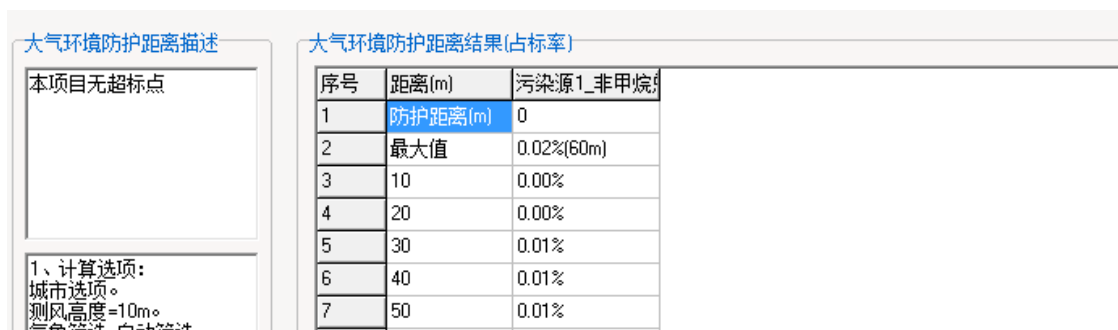 大气环境防护距离描述
本项目无超标点
1、计算选项:
城市选项。
测风高度=10m。
大气环境防护距离结果(占标率)
序号 距离(m) 污染源1_非甲烷
1 防护距离(m) 0
2 最大值 0.02%(60m)
3 10 0.00%
4 20 0.00%
5 30 0.01%
6 40 0.01%
7 50 0.01%